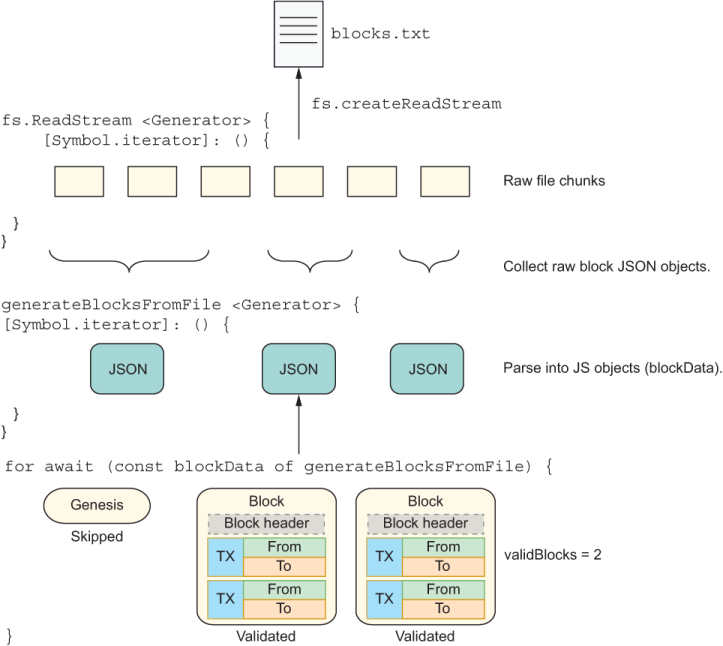 blocks.txt
fs.createReadStream
fs.ReadStream <Generator> {
[Symbol.iterator]: () {
Raw file chunks
}
}
Collect raw block JSON objects.
generateBlocksFromFile <Generator> {
[Symbol.iterator]: () {
JSON JSON JSON Parse into JS objects (blockData).
}
}
for await (const blockData of generateBlocksFromFile) {
Genesis
Skipped
Block
Block header
TX From
To
TX From
To
Validated
Block
Block header
TX From
To
TX From
To
Validated
validBlocks = 2
}